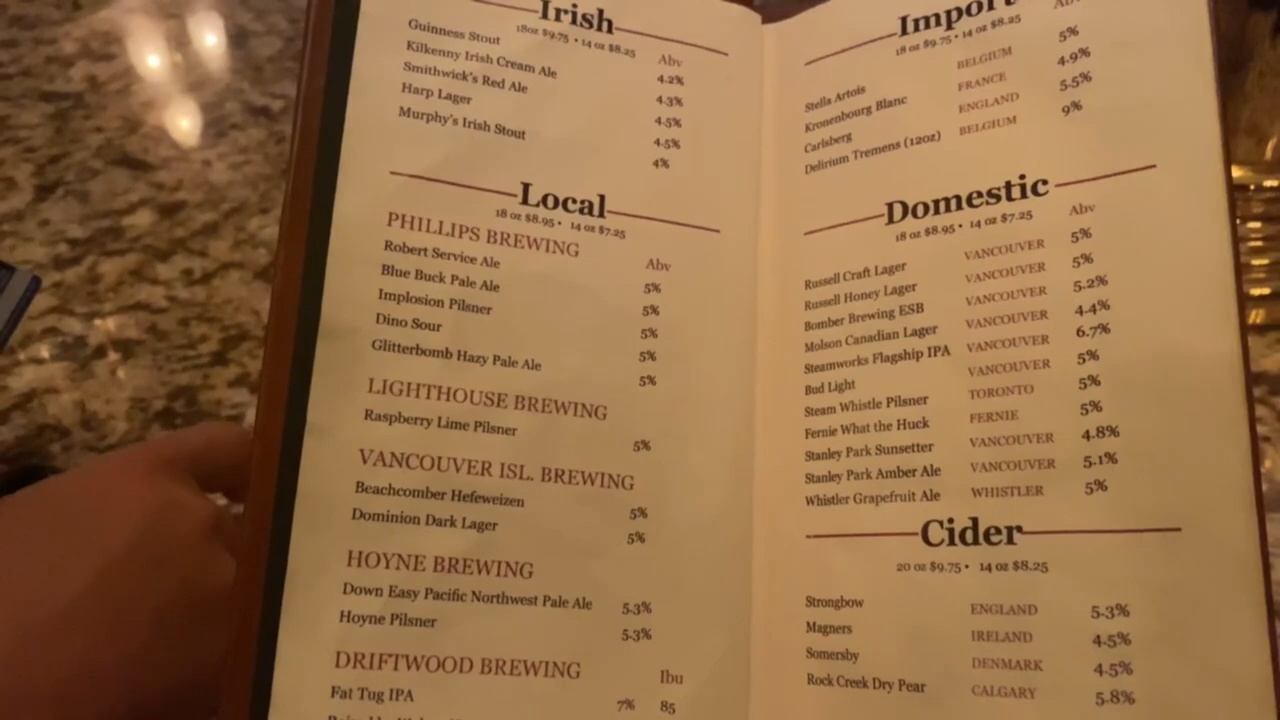 Irish
18oz $9.75 • 14 oz $8.25
Abv
Guinness Stout 4.2%
Kilkenny Irish Cream Ale 4.3%
Smithwick's Red Ale 4.5%
Harp Lager 4.5%
Murphy's Irish Stout 4%
Local
18 oz $8.95 • 14 oz $7.25
PHILLIPS BREWING Abv
Robert Service Ale 5%
Blue Buck Pale Ale 5%
Implosion Pilsner 5%
Dino Sour 5%
Glitterbomb Hazy Pale Ale 5%
LIGHTHOUSE BREWING
Raspberry Lime Pilsner 5%
VANCOUVER ISL. BREWING
Beachcomber Hefeweizen 5%
Dominion Dark Lager 5%
HOYNE BREWING
Down Easy Pacific Northwest Pale Ale 5.3%
Hoyne Pilsner 5.3%
DRIFTWOOD BREWING Ibu
Fat Tug IPA 7% 85
Import
18 oz $9.75 • 14 oz $8.25
Abv
Stella Artois BELGIUM 5%
Kronenbourg Blanc FRANCE 4.9%
Carlsberg ENGLAND 5.5%
Delirium Tremens (12oz) BELGIUM 9%
Domestic
18 oz $8.95 • 14 oz $7.25
Abv
Russell Craft Lager VANCOUVER 5%
Russell Honey Lager VANCOUVER 5%
Bomber Brewing ESB VANCOUVER 5.2%
Molson Canadian Lager VANCOUVER 4.4%
Steamworks Flagship IPA VANCOUVER 6.7%
Bud Light VANCOUVER 5%
Steam Whistle Pilsner TORONTO 5%
Fernie What the Huck FERNIE 5%
Stanley Park Sunsetter VANCOUVER 4.8%
Stanley Park Amber Ale VANCOUVER 5.1%
Whistler Grapefruit Ale WHISTLER 5%
Cider
20 oz $9.75 • 14 oz $8.25
Strongbow ENGLAND 5.3%
Magners IRELAND 4.5%
Somersby DENMARK 4.5%
Rock Creek Dry Pear CALGARY 5.8%